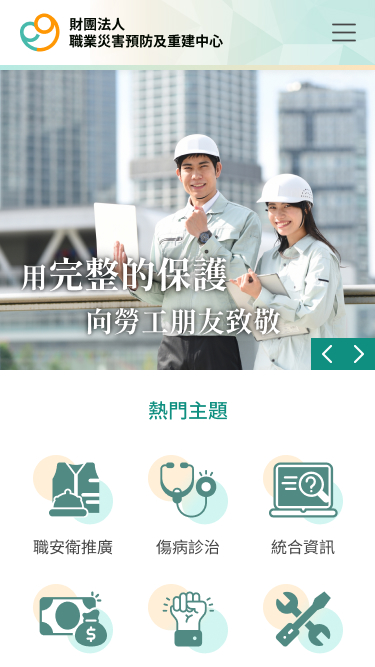 財團法人
職業災害預防及重建中心
用完整的保護
向勞工朋友致敬
熱門主題
職安衛推廣
傷病診治
統合資訊